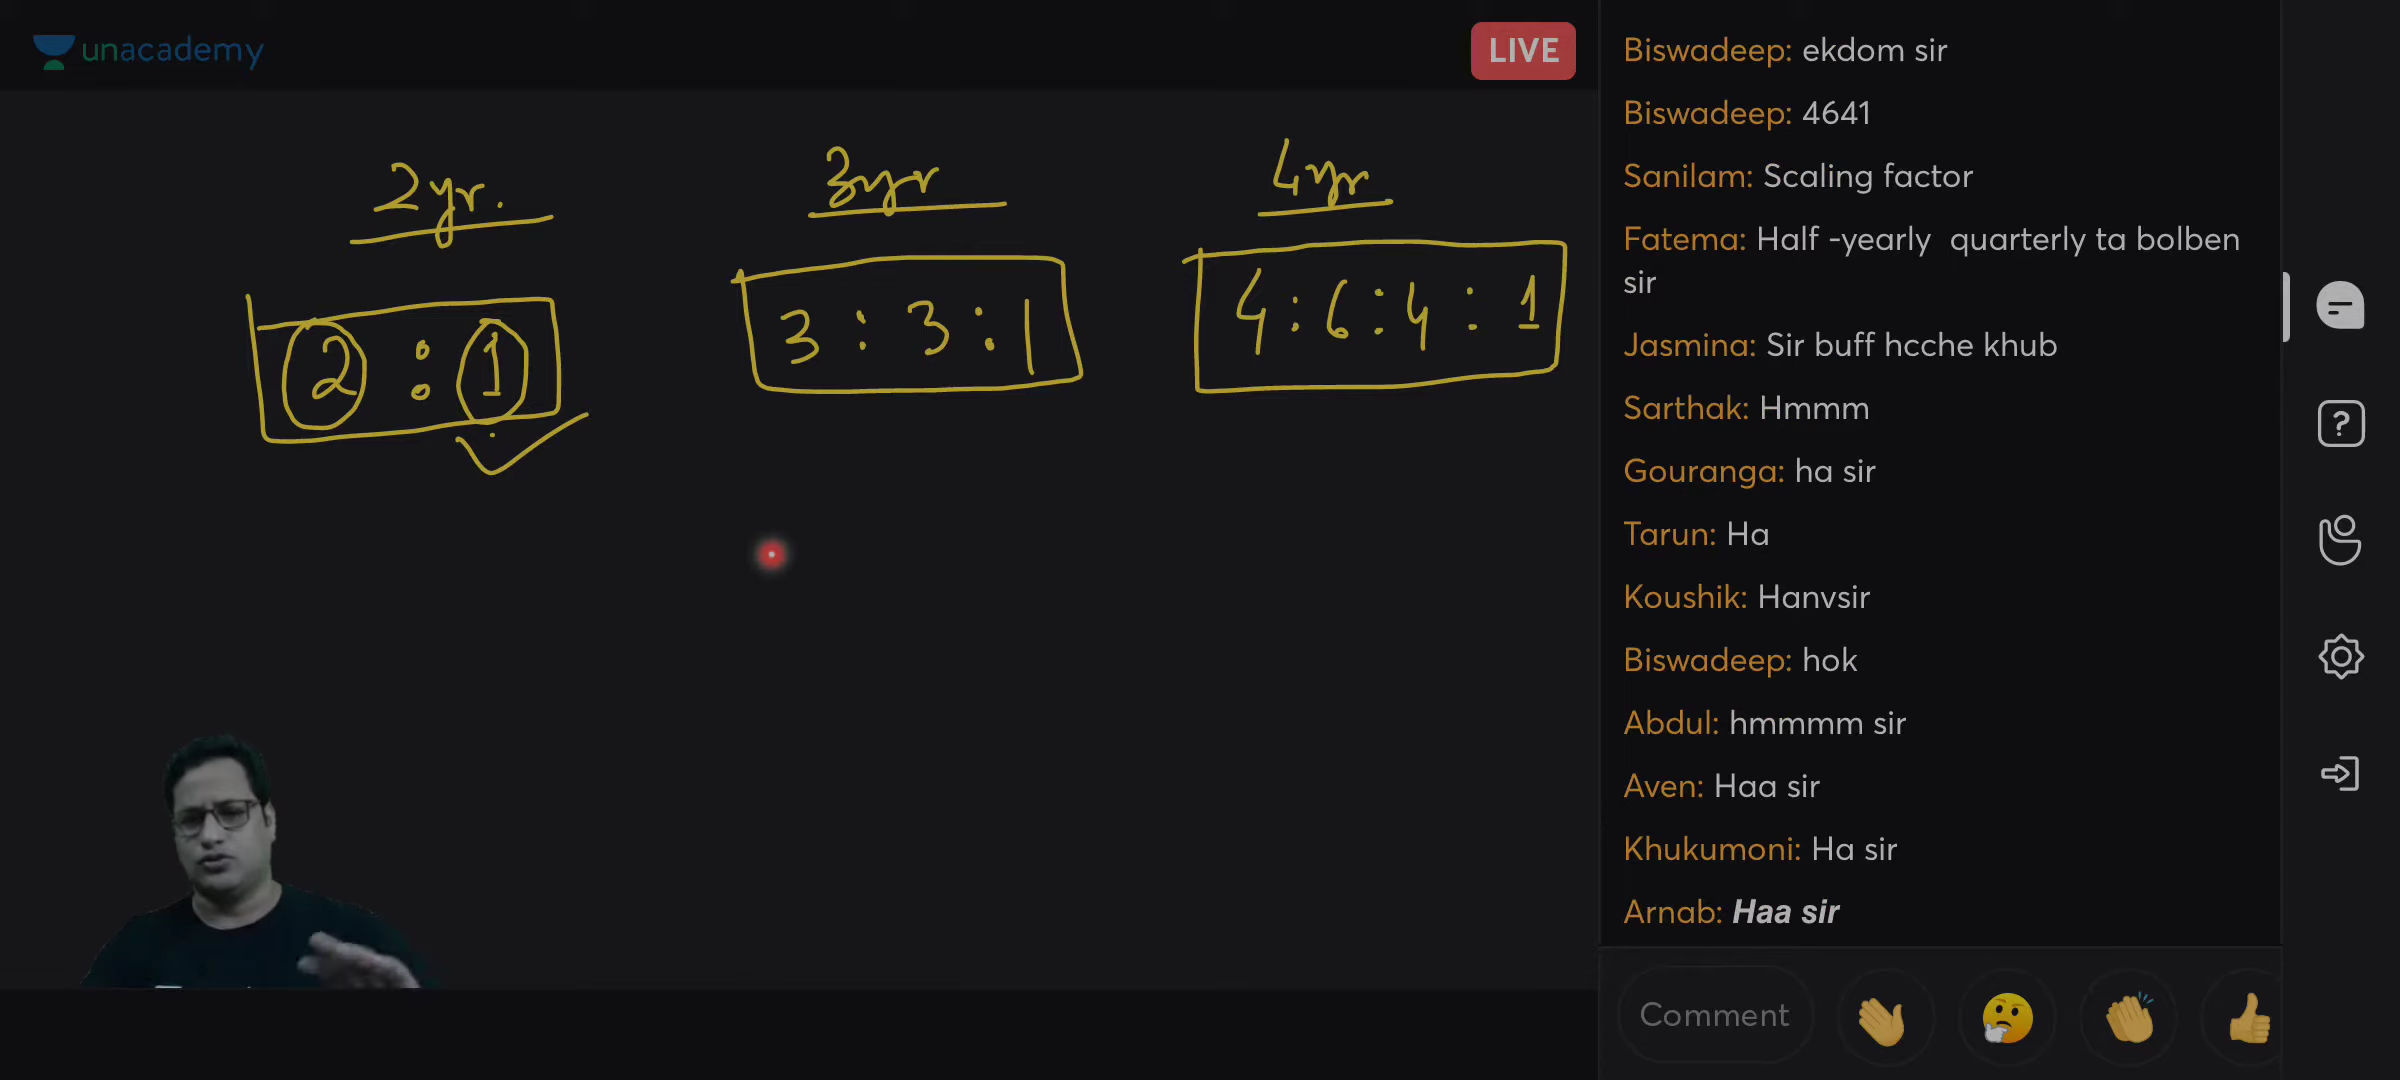 unacademy
LIVE
2yr.
3yr
4yr
2 : 1
3 : 3 : 1
4 : 6 : 4 : 1
Biswadeep: ekdom sir
Biswadeep: 4641
Sanilam: Scaling factor
Fatema: Half -yearly quarterly ta bolben
sir
Jasmina: Sir buff hcche khub
Sarthak: Hmmm
Gouranga: ha sir
Tarun: Ha
Koushik: Hanvsir
Biswadeep: hok
Abdul: hmmmm sir
Aven: Haa sir
Khukumoni: Ha sir
Arnab: Haa sir
Comment